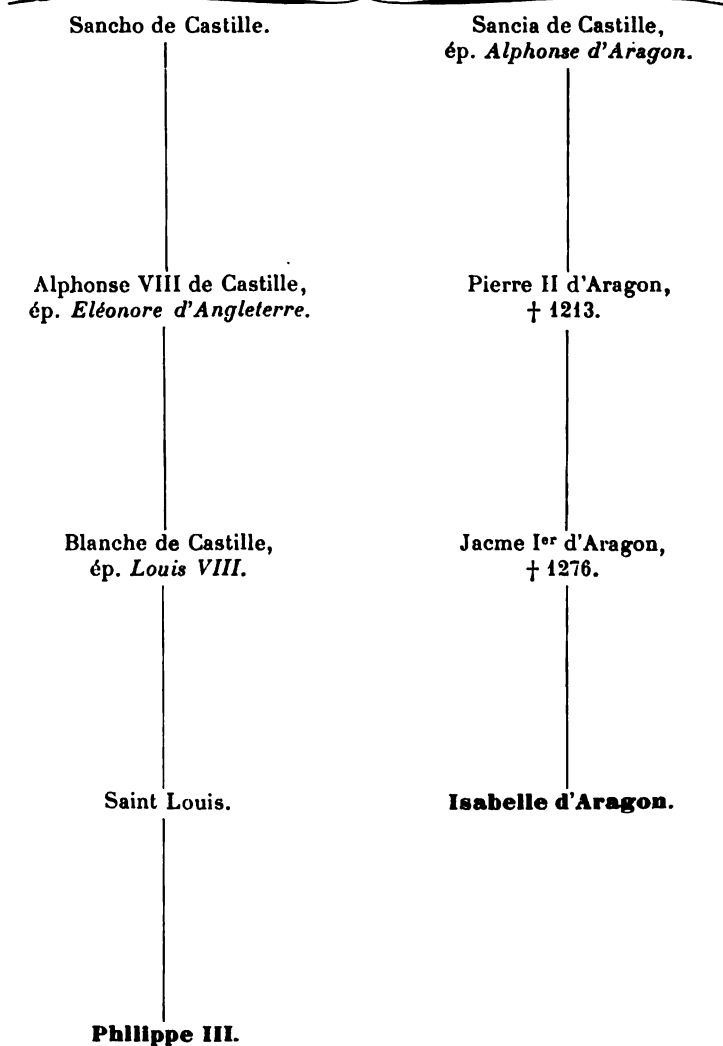 Sancho de Castille.
Sancia de Castille,
ép. Alphonse d'Aragon.
Alphonse VIII de Castille,
ép. Eléonore d'Angleterre.
Pierre II d'Aragon,
† 1213.
Blanche de Castille,
ép. Louis VIII.
Jacme Ier d'Aragon,
† 1276.
Saint Louis.
Isabelle d'Aragon.
Philippe III.